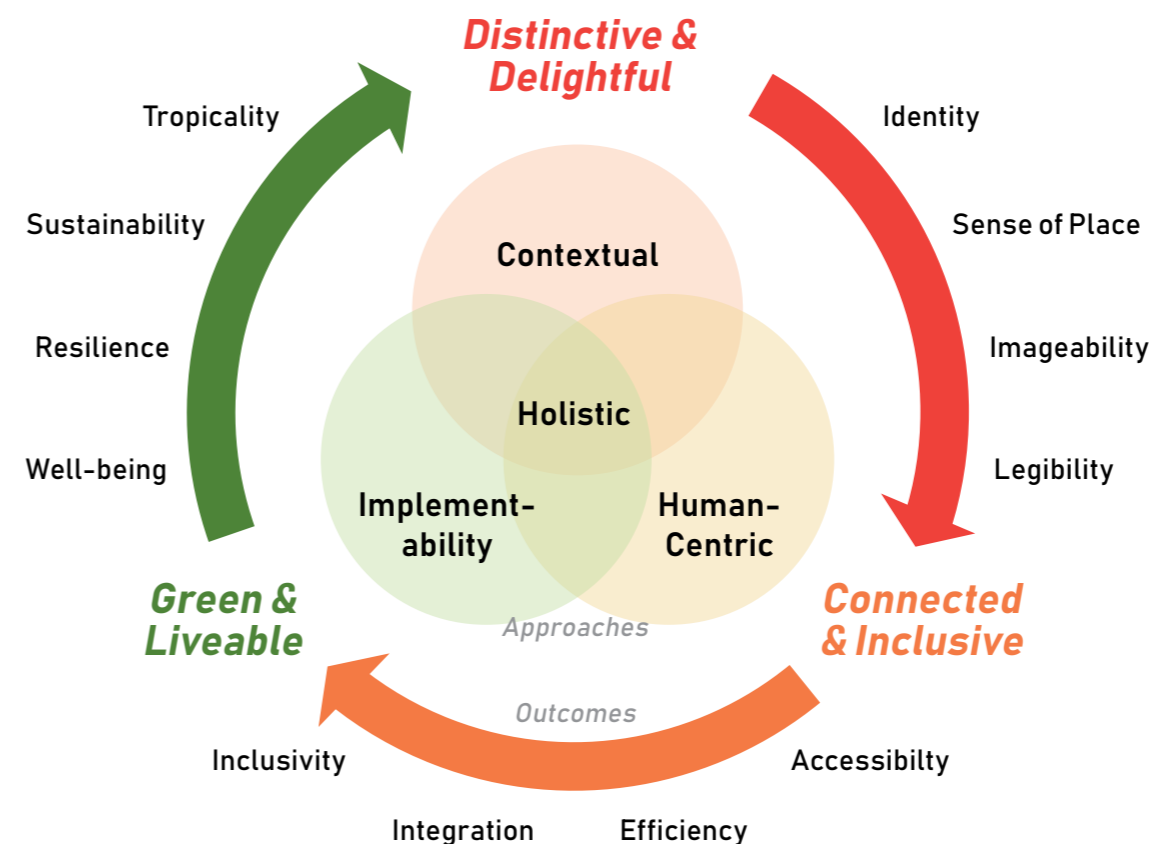 Distinctive &
Delightful
Tropicality
Identity
Sustainability
Sense of Place
Contextual
Resilience
Imageability
Holistic
Well-being
Legibility
Implement-
ability
Human-
Centric
Green &
Liveable
Connected
& Inclusive
Approaches
Outcomes
Inclusivity
Accessibilty
Integration
Efficiency